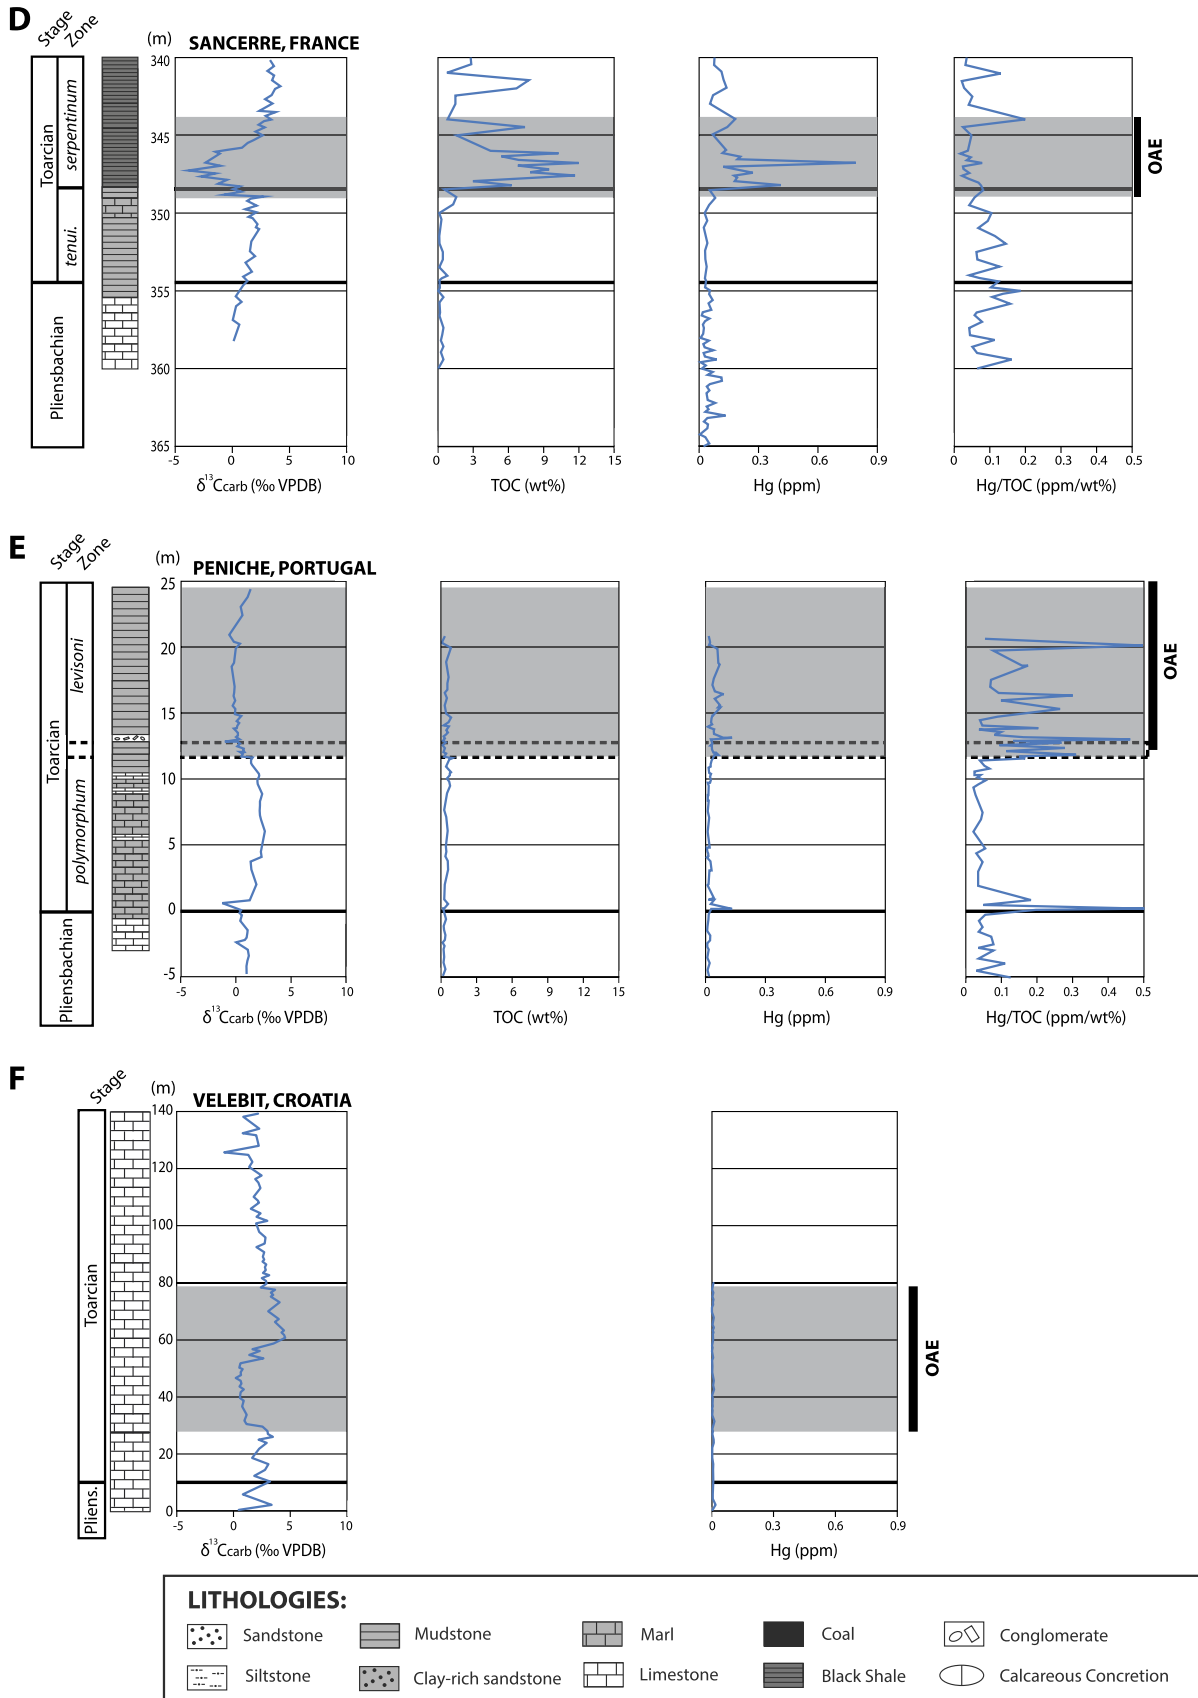 D
Stage
Zone
(m)
SANCERRE, FRANCE
Toarcian
serpentinum
tenui.
Pliensbachian
340
345
350
355
360
365
-5 0 5 10
δ¹³Ccarb (‰ VPDB)
0 3 6 9 12 15
TOC (wt%)
0 0.3 0.6 0.9
Hg (ppm)
0 0.1 0.2 0.3 0.4 0.5
Hg/TOC (ppm/wt%)
OAE
E
Stage
Zone
(m)
PENICHE, PORTUGAL
Toarcian
levisoni
polymorphum
Pliensbachian
25
20
15
10
5
0
-5
-5 0 5 10
δ¹³Ccarb (‰ VPDB)
0 3 6 9 12 15
TOC (wt%)
0 0.3 0.6 0.9
Hg (ppm)
0 0.1 0.2 0.3 0.4 0.5
Hg/TOC (ppm/wt%)
OAE
F
Stage
(m)
VELEBIT, CROATIA
Toarcian
Pliens.
140
120
100
80
60
40
20
0
-5 0 5 10
δ¹³Ccarb (‰ VPDB)
0 0.3 0.6 0.9
Hg (ppm)
OAE
LITHOLOGIES:
Sandstone Mudstone Marl Coal Conglomerate
Siltstone Clay-rich sandstone Limestone Black Shale Calcareous Concretion